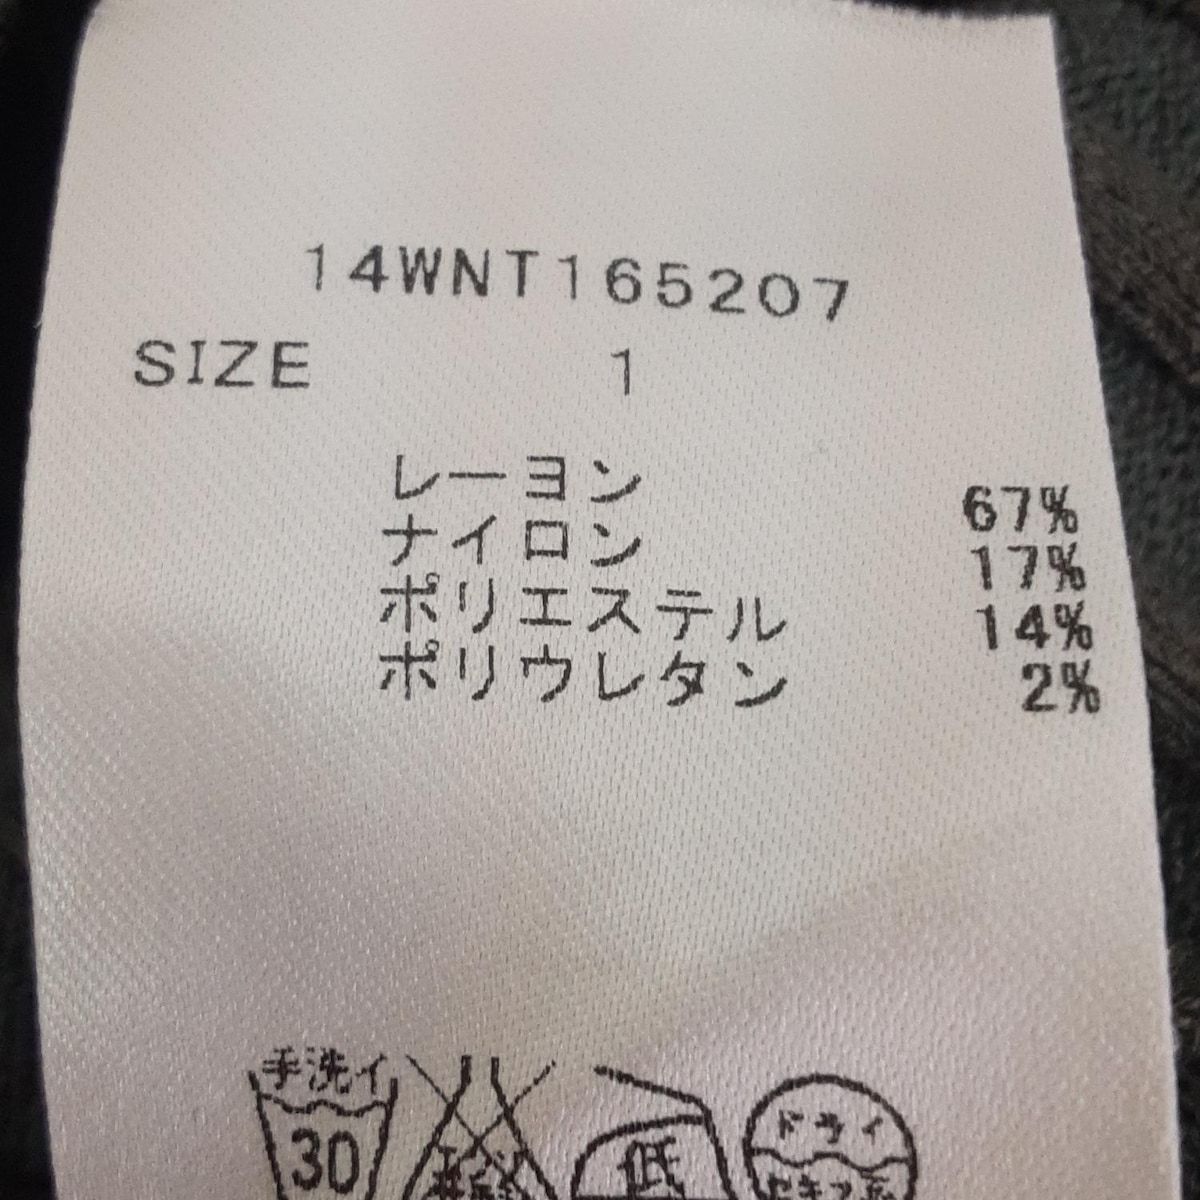 14WNT165207
SIZE 1
レーヨン 67%
ナイロン 17%
ポリエステル 14%
ポリウレタン 2%
手洗イ
30
低
ドライ